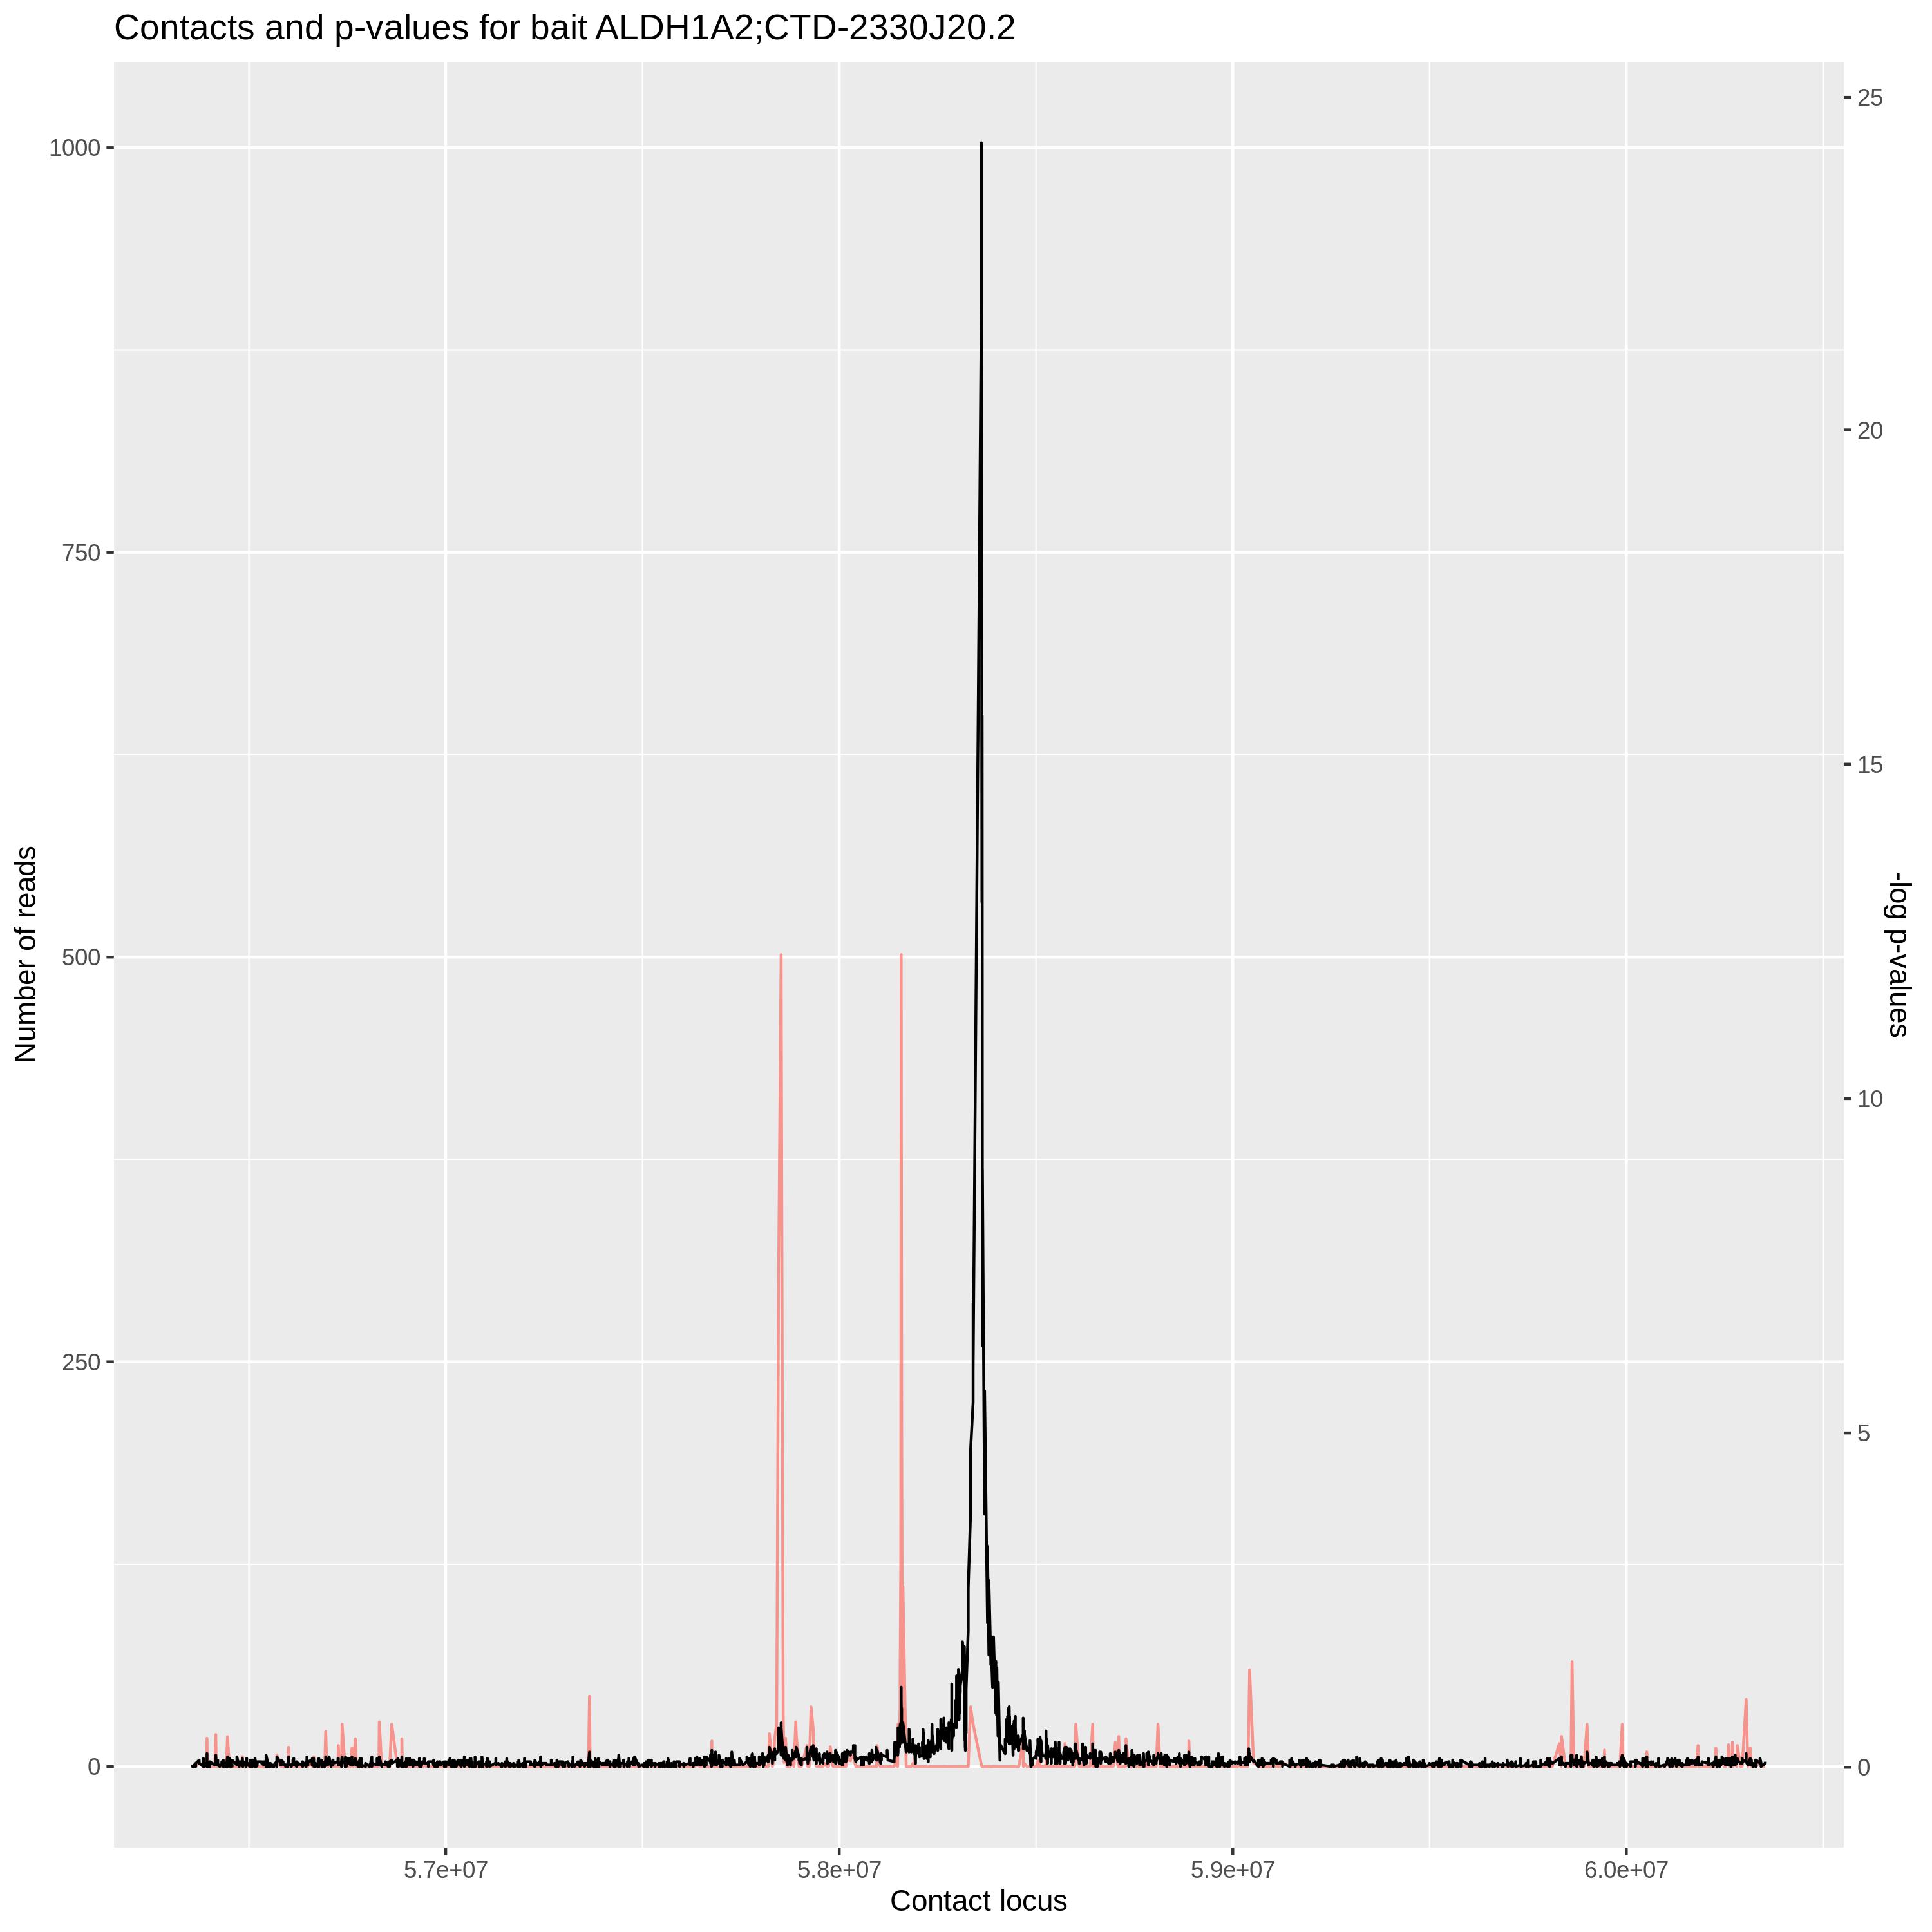 Contacts and p-values for bait ALDH1A2;CTD-2330J20.2
Number of reads
1000
750
500
250
0
25
20
15
10
5
0
-log p-values
5.7e+07
5.8e+07
5.9e+07
6.0e+07
Contact locus